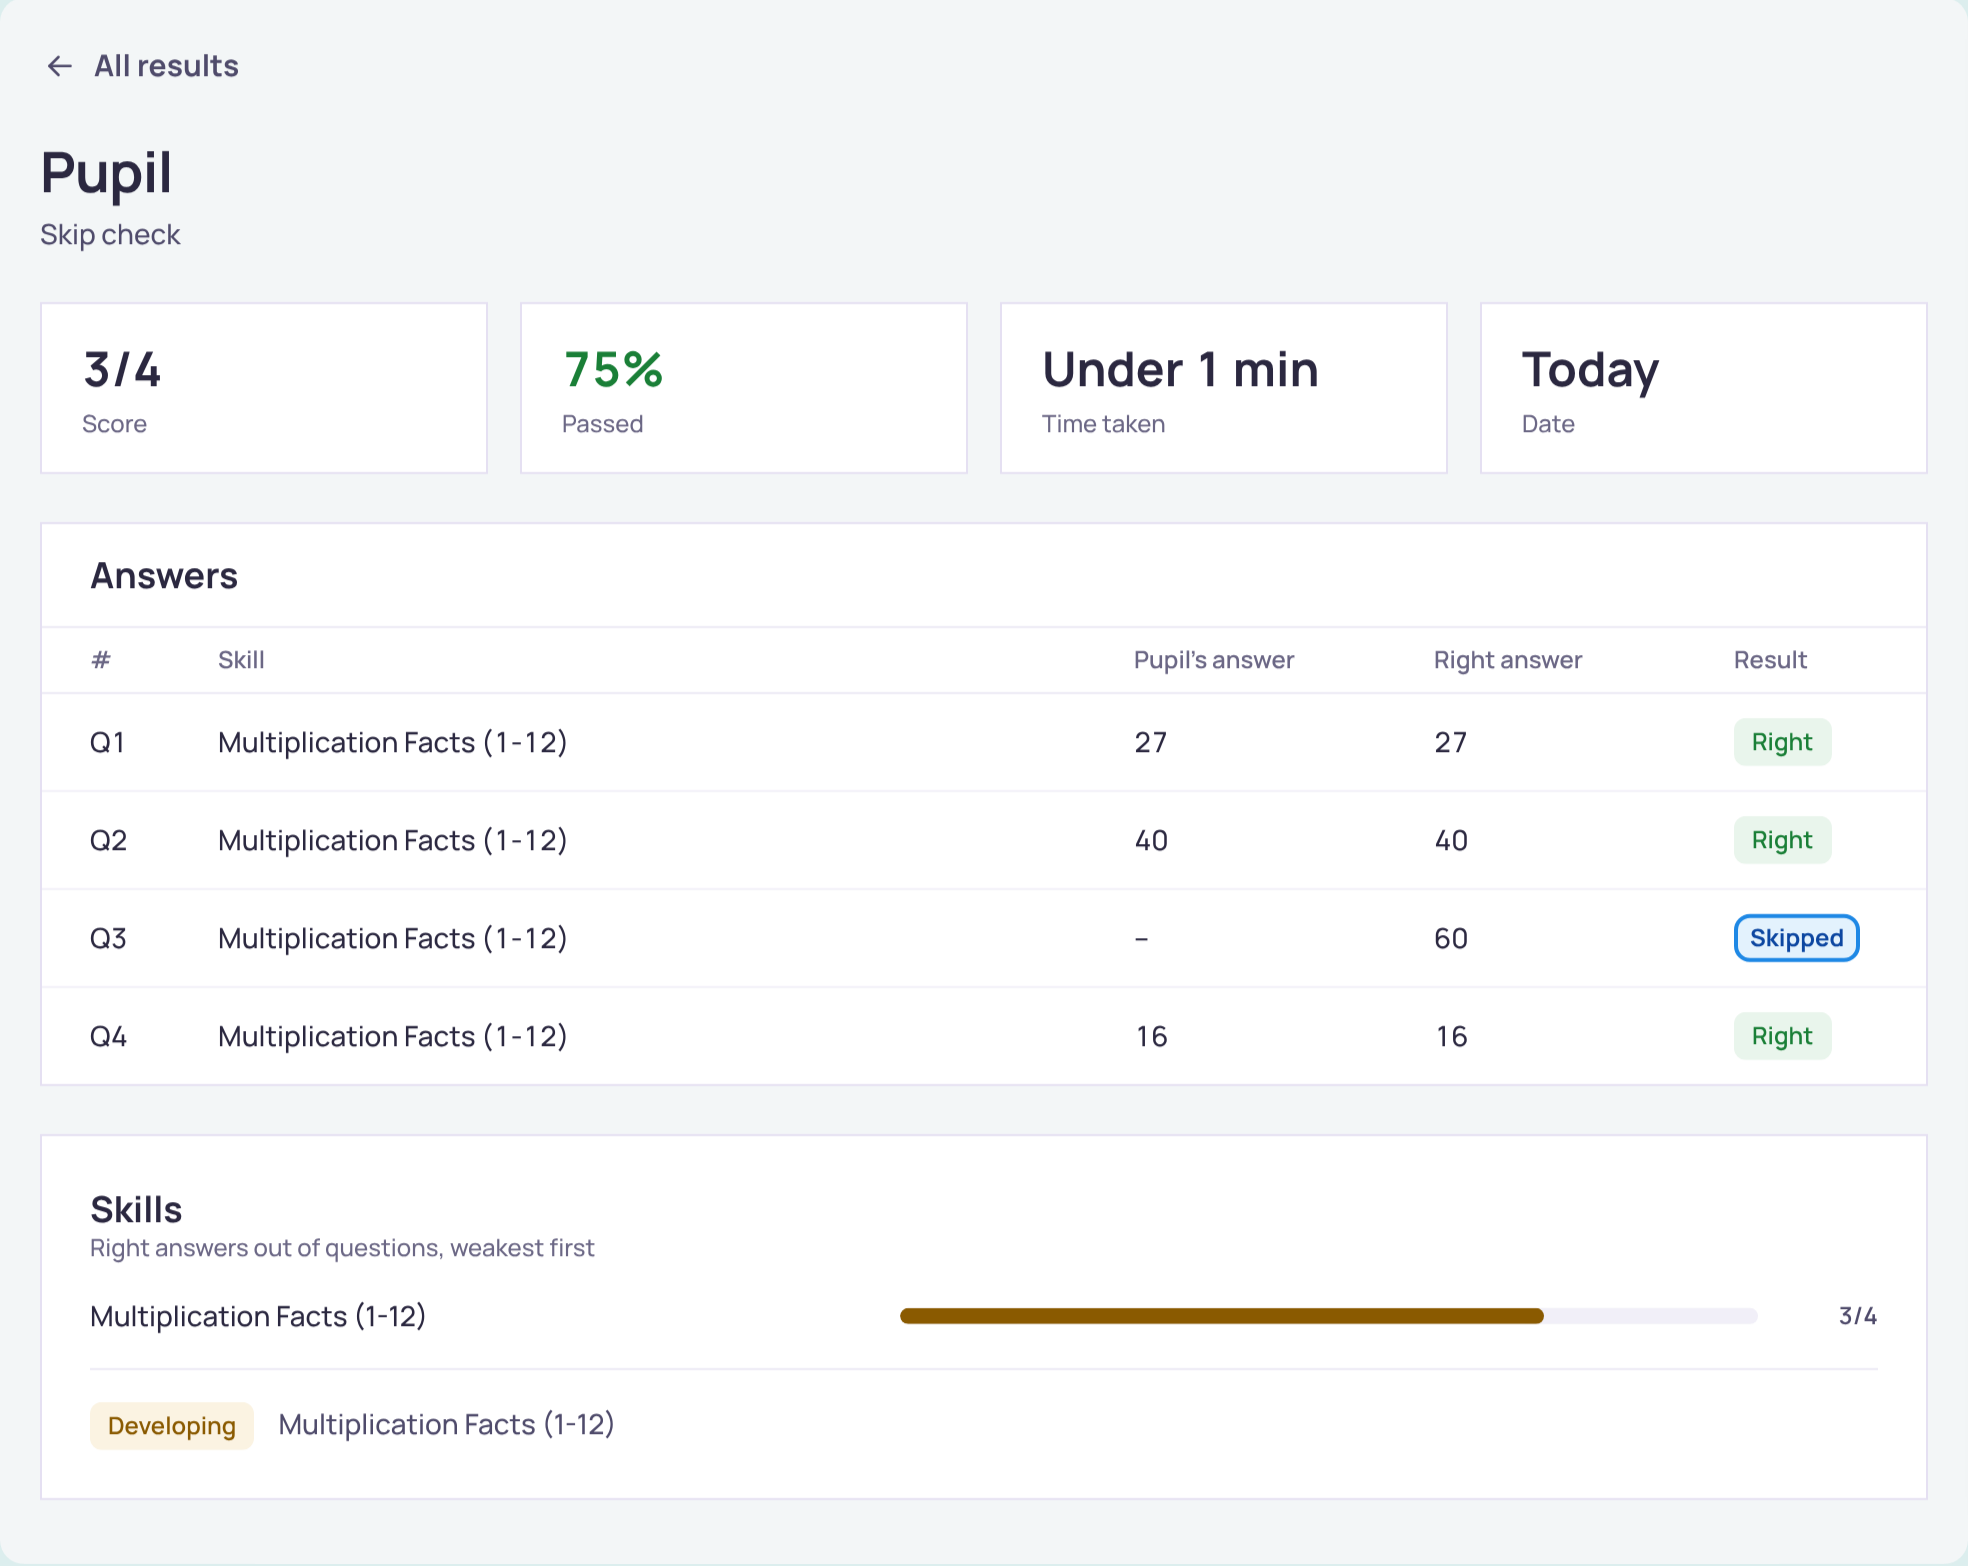 All results
Pupil
Skip check
3/4
Score
75%
Passed
Under 1 min
Time taken
Today
Date
Answers
# Skill Pupil's answer Right answer Result
Q1 Multiplication Facts (1-12) 27 27 Right
Q2 Multiplication Facts (1-12) 40 40 Right
Q3 Multiplication Facts (1-12) – 60 Skipped
Q4 Multiplication Facts (1-12) 16 16 Right
Skills
Right answers out of questions, weakest first
Multiplication Facts (1-12) 3/4
Developing Multiplication Facts (1-12)